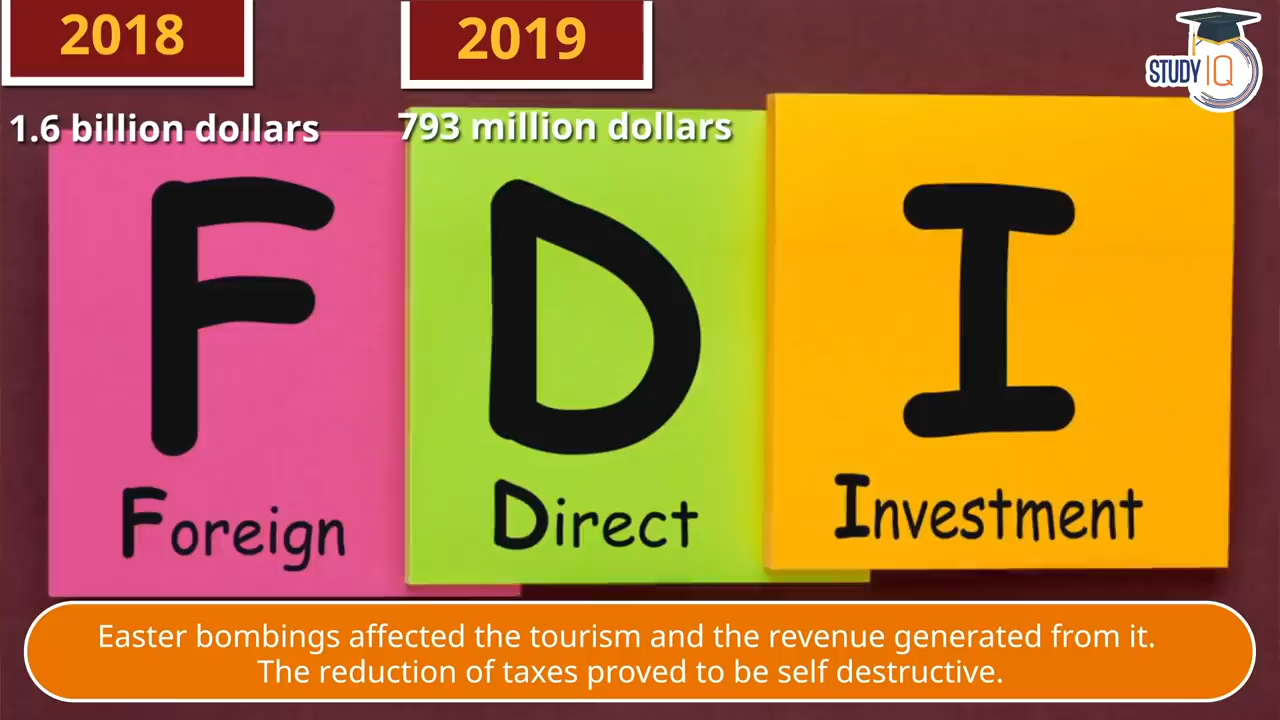 2018
2019
STUDY IQ
1.6 billion dollars
793 million dollars
F
D
I
Foreign
Direct
Investment
Easter bombings affected the tourism and the revenue generated from it.
The reduction of taxes proved to be self destructive.